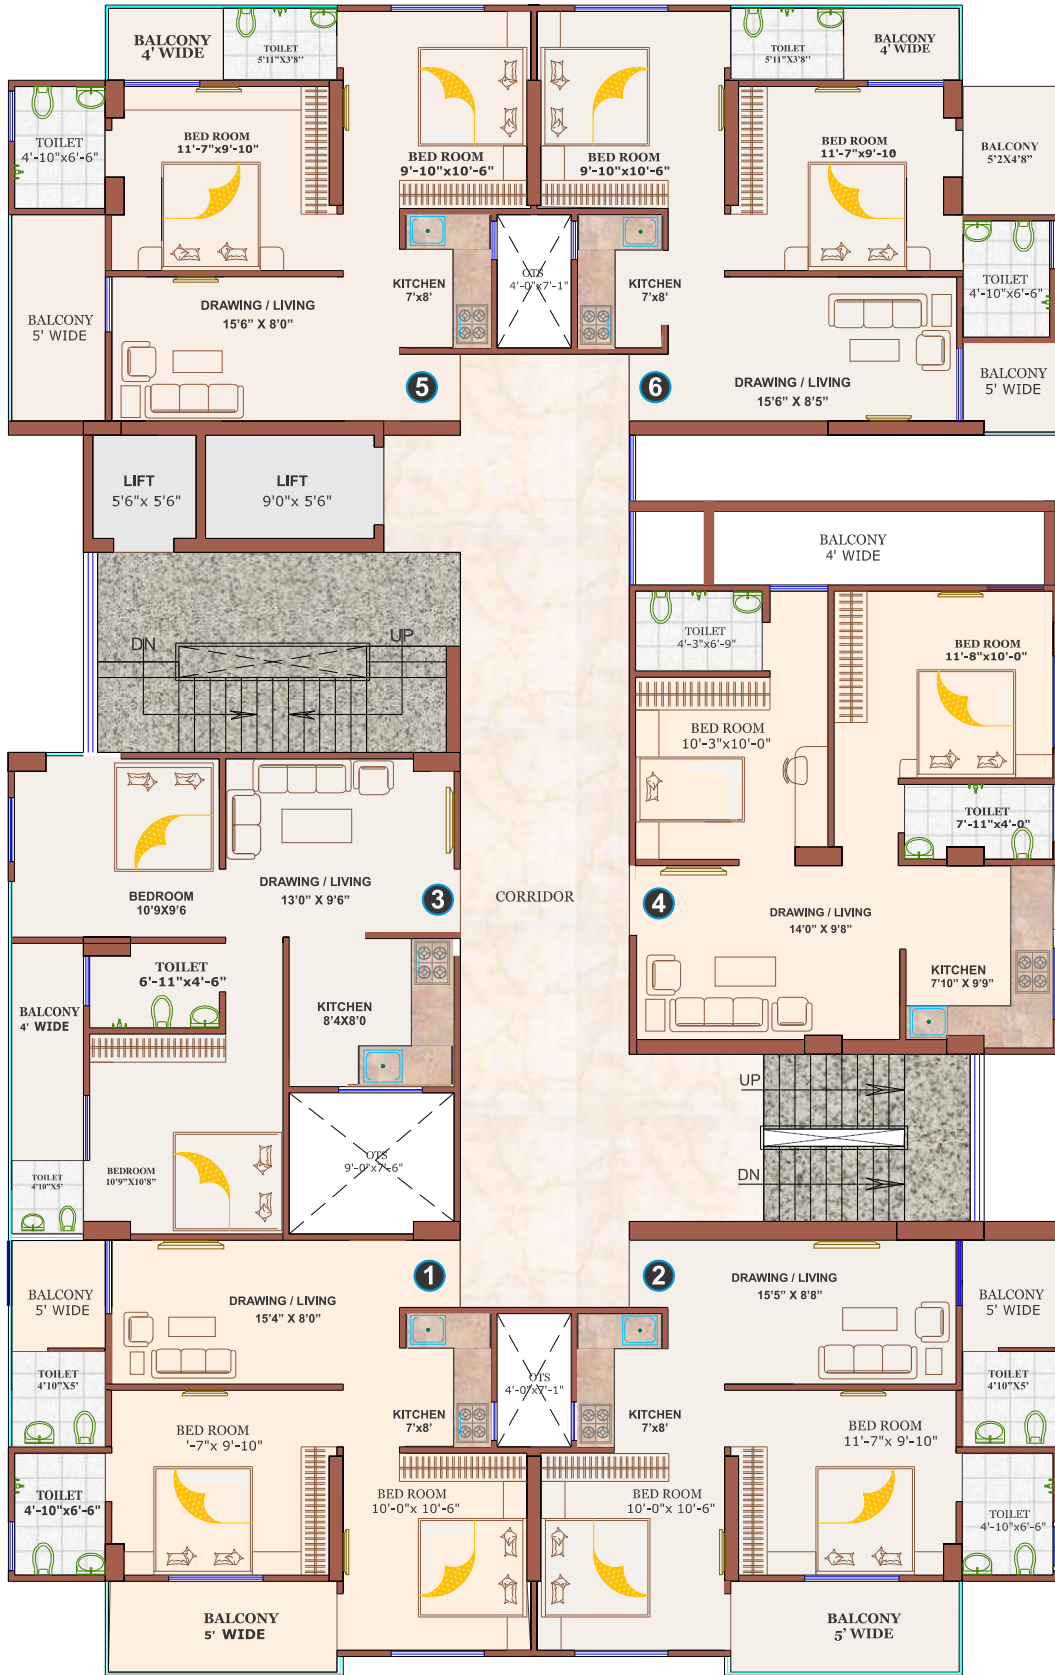 BALCONY
4' WIDE
TOILET
5'11"X3'8"
TOILET
5'11"X3'8"
BALCONY
4' WIDE
TOILET
4'-10"x6'-6"
BED ROOM
11'-7"x9'-10"
BED ROOM
9'-10"x10'-6"
BED ROOM
9'-10"x10'-6"
BED ROOM
11'-7"x9'-10
BALCONY
5'2X4'8"
BALCONY
5' WIDE
DRAWING / LIVING
15'6" X 8'0"
KITCHEN
7'x8'
OTS
4'-0"x7'-1"
KITCHEN
7'x8'
TOILET
4'-10"x6'-6"
DRAWING / LIVING
15'6" X 8'5"
BALCONY
5' WIDE
5
6
LIFT
5'6"x 5'6"
LIFT
9'0"x 5'6"
BALCONY
4' WIDE
DN
UP
TOILET
4'-3"x6'-9"
BED ROOM
11'-8"x10'-0"
BED ROOM
10'-3"x10'-0"
TOILET
7'-11"x4'-0"
BEDROOM
10'9X9'6
DRAWING / LIVING
13'0" X 9'6"
3
CORRIDOR
4
DRAWING / LIVING
14'0" X 9'8"
TOILET
6'-11"x4'-6"
KITCHEN
8'4X8'0
KITCHEN
7'10" X 9'9"
BALCONY
4' WIDE
UP
DN
BEDROOM
10'9"X10'8"
OTS
9'-0"x7'-6"
TOILET
4'10"X5'
BALCONY
5' WIDE
DRAWING / LIVING
15'4" X 8'0"
1
2
DRAWING / LIVING
15'5" X 8'8"
BALCONY
5' WIDE
TOILET
4'10"X5'
KITCHEN
7'x8'
OTS
4'-0"x7'-1"
KITCHEN
7'x8'
TOILET
4'10"X5'
BED ROOM
'-7"x 9'-10"
BED ROOM
11'-7"x 9'-10"
TOILET
4'-10"x6'-6"
BED ROOM
10'-0"x 10'-6"
BED ROOM
10'-0"x 10'-6"
TOILET
4'-10"x6'-6"
BALCONY
5' WIDE
BALCONY
5' WIDE